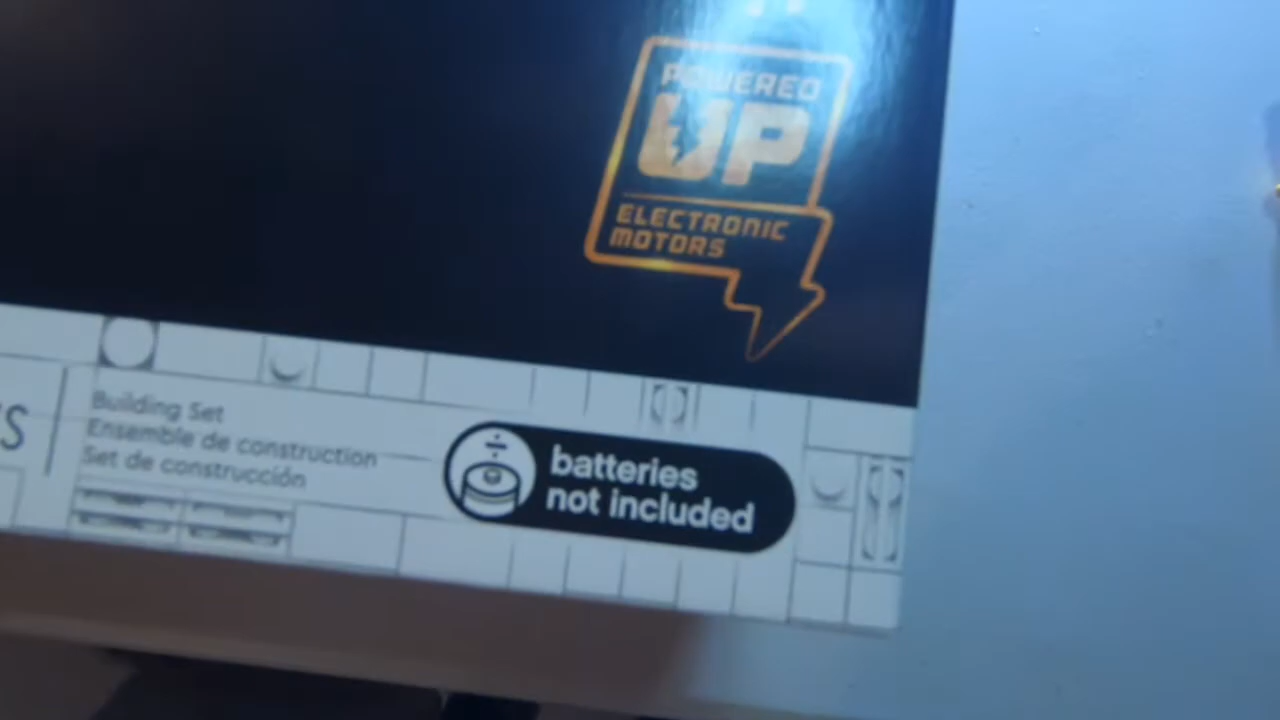 POWERED
UP
ELECTRONIC
MOTORS
S
Building Set
Ensemble de construction
Set de construcción
batteries
not included